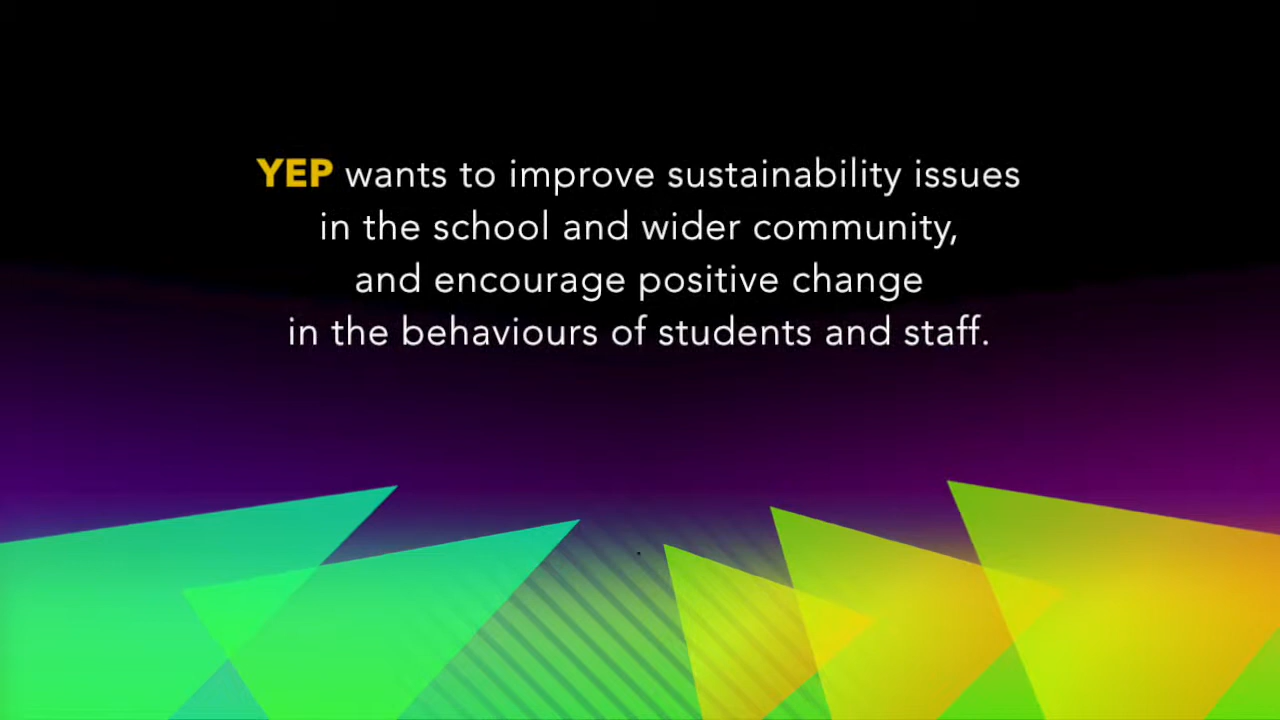 YEP wants to improve sustainability issues
in the school and wider community,
and encourage positive change
in the behaviours of students and staff.